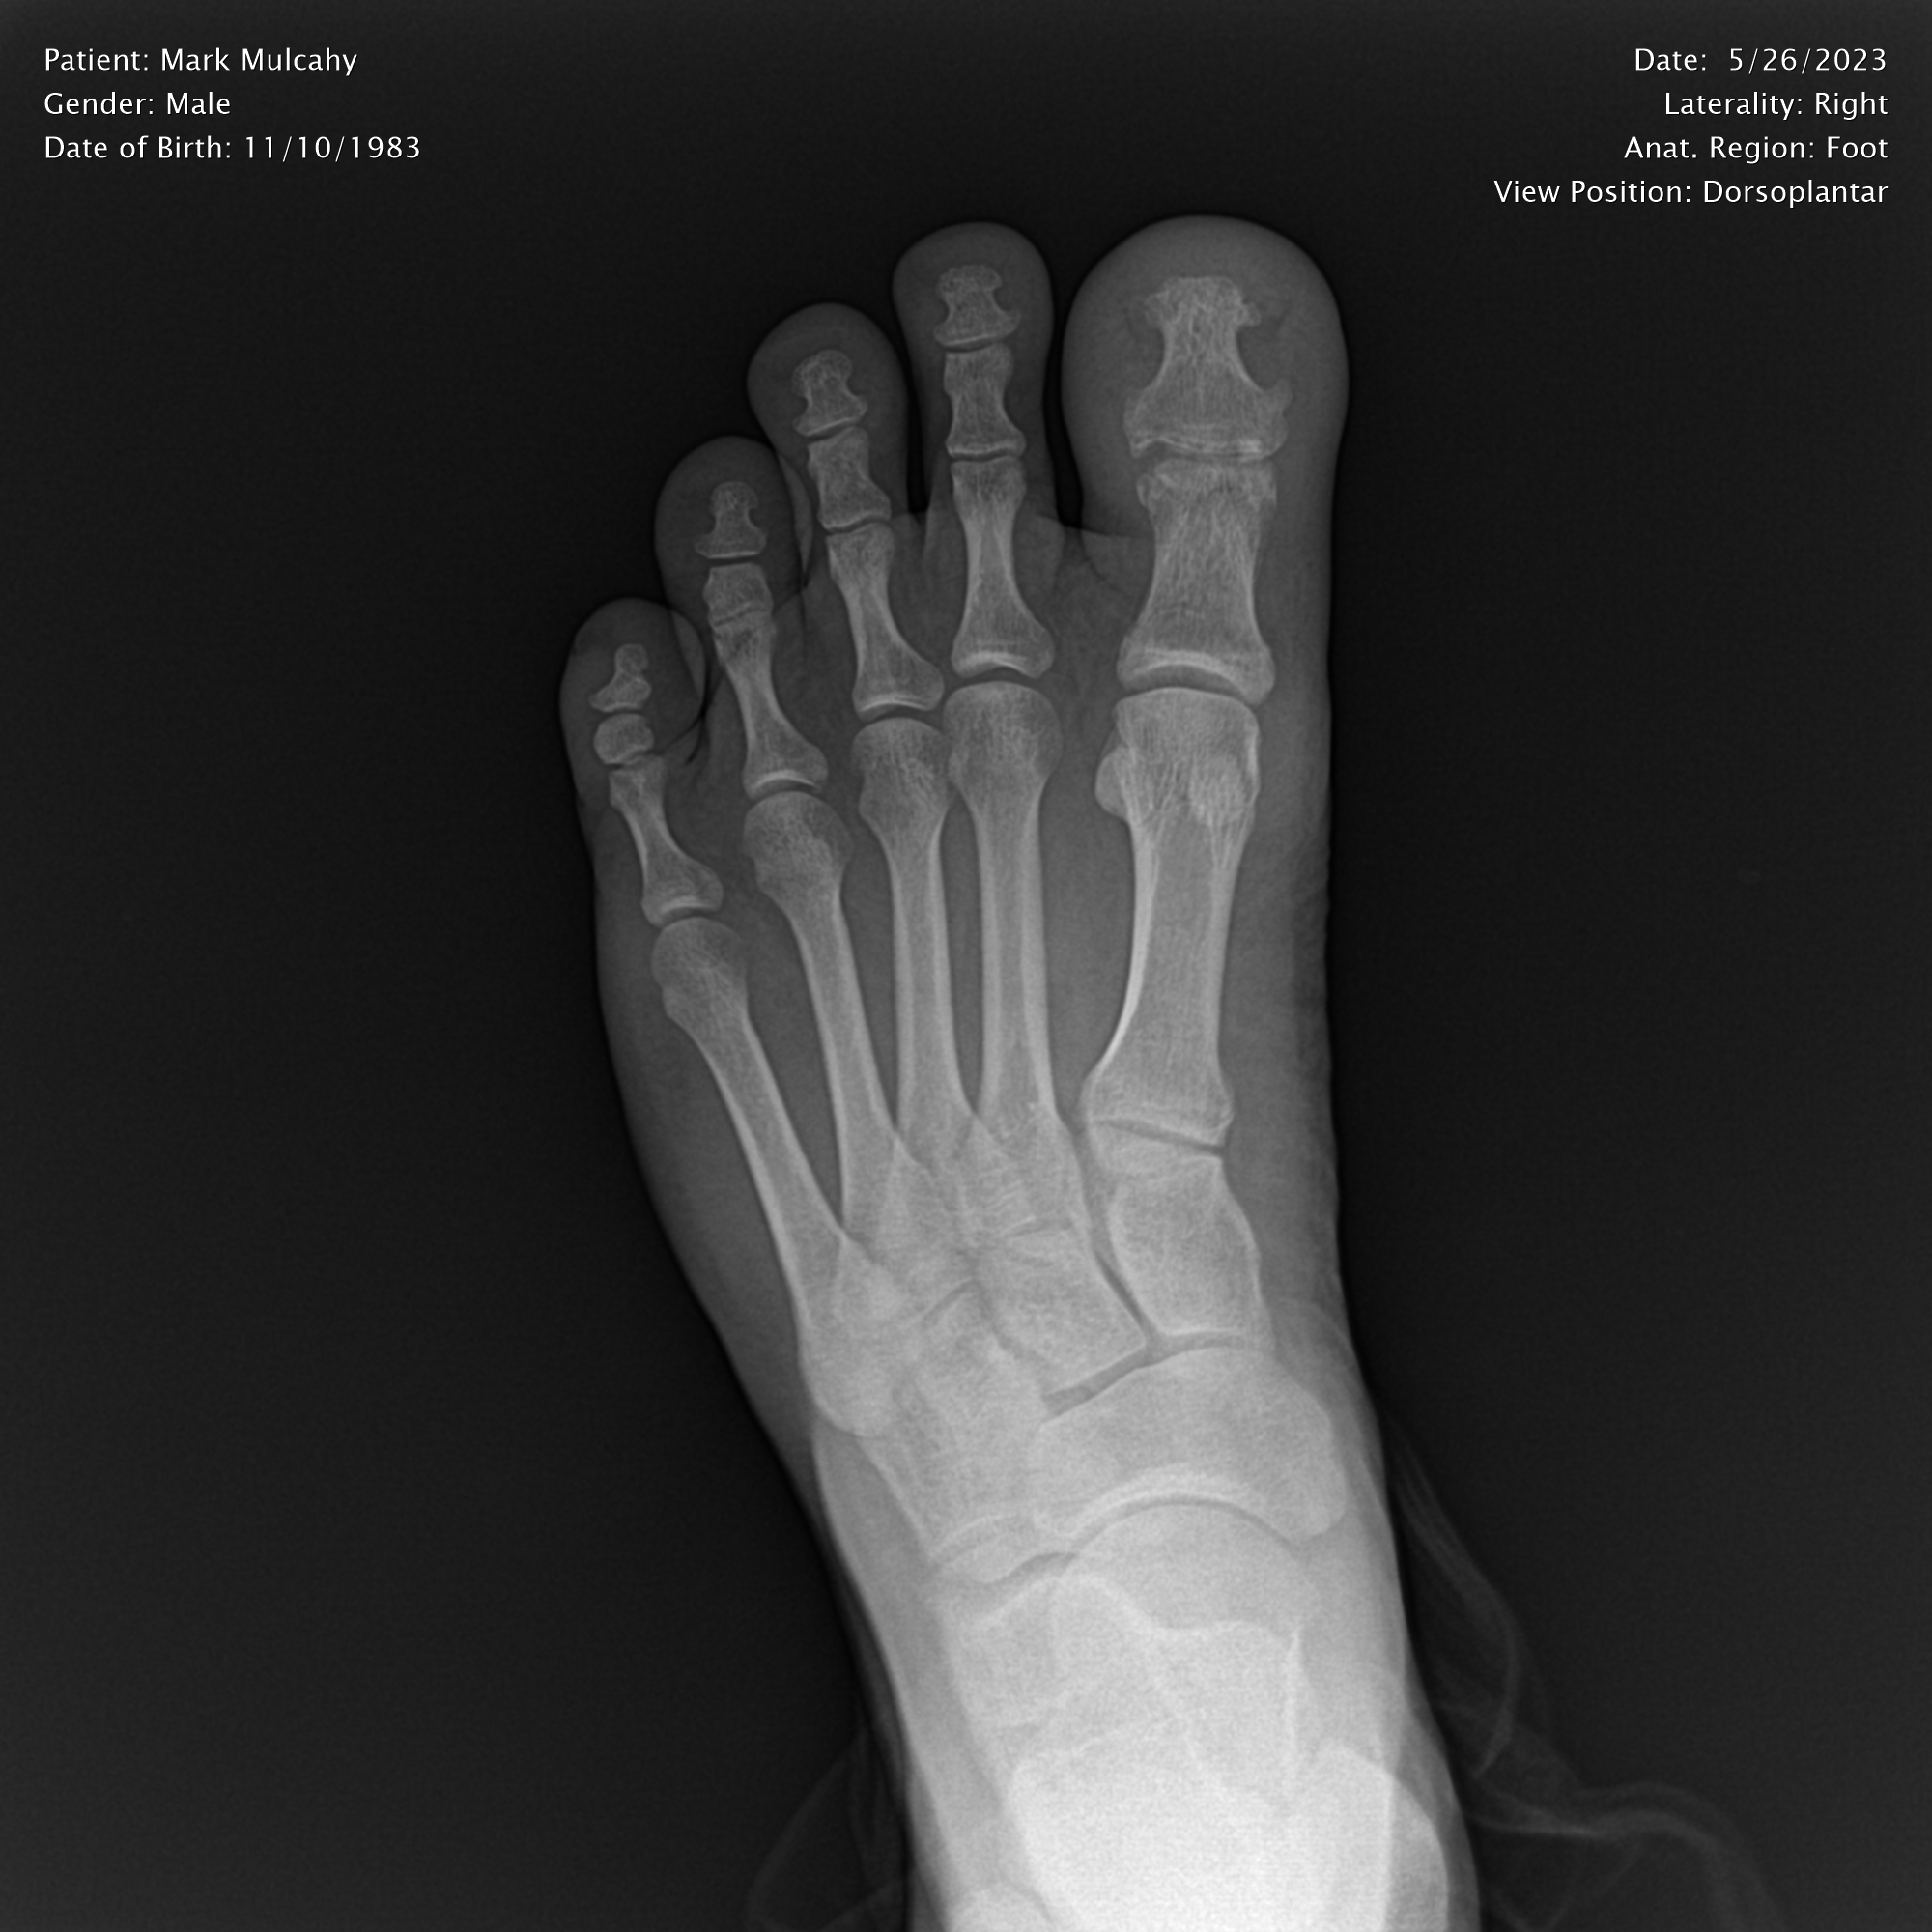 Patient: Mark Mulcahy
Gender: Male
Date of Birth: 11/10/1983
Date: 5/26/2023
Laterality: Right
Anat. Region: Foot
View Position: Dorsoplantar